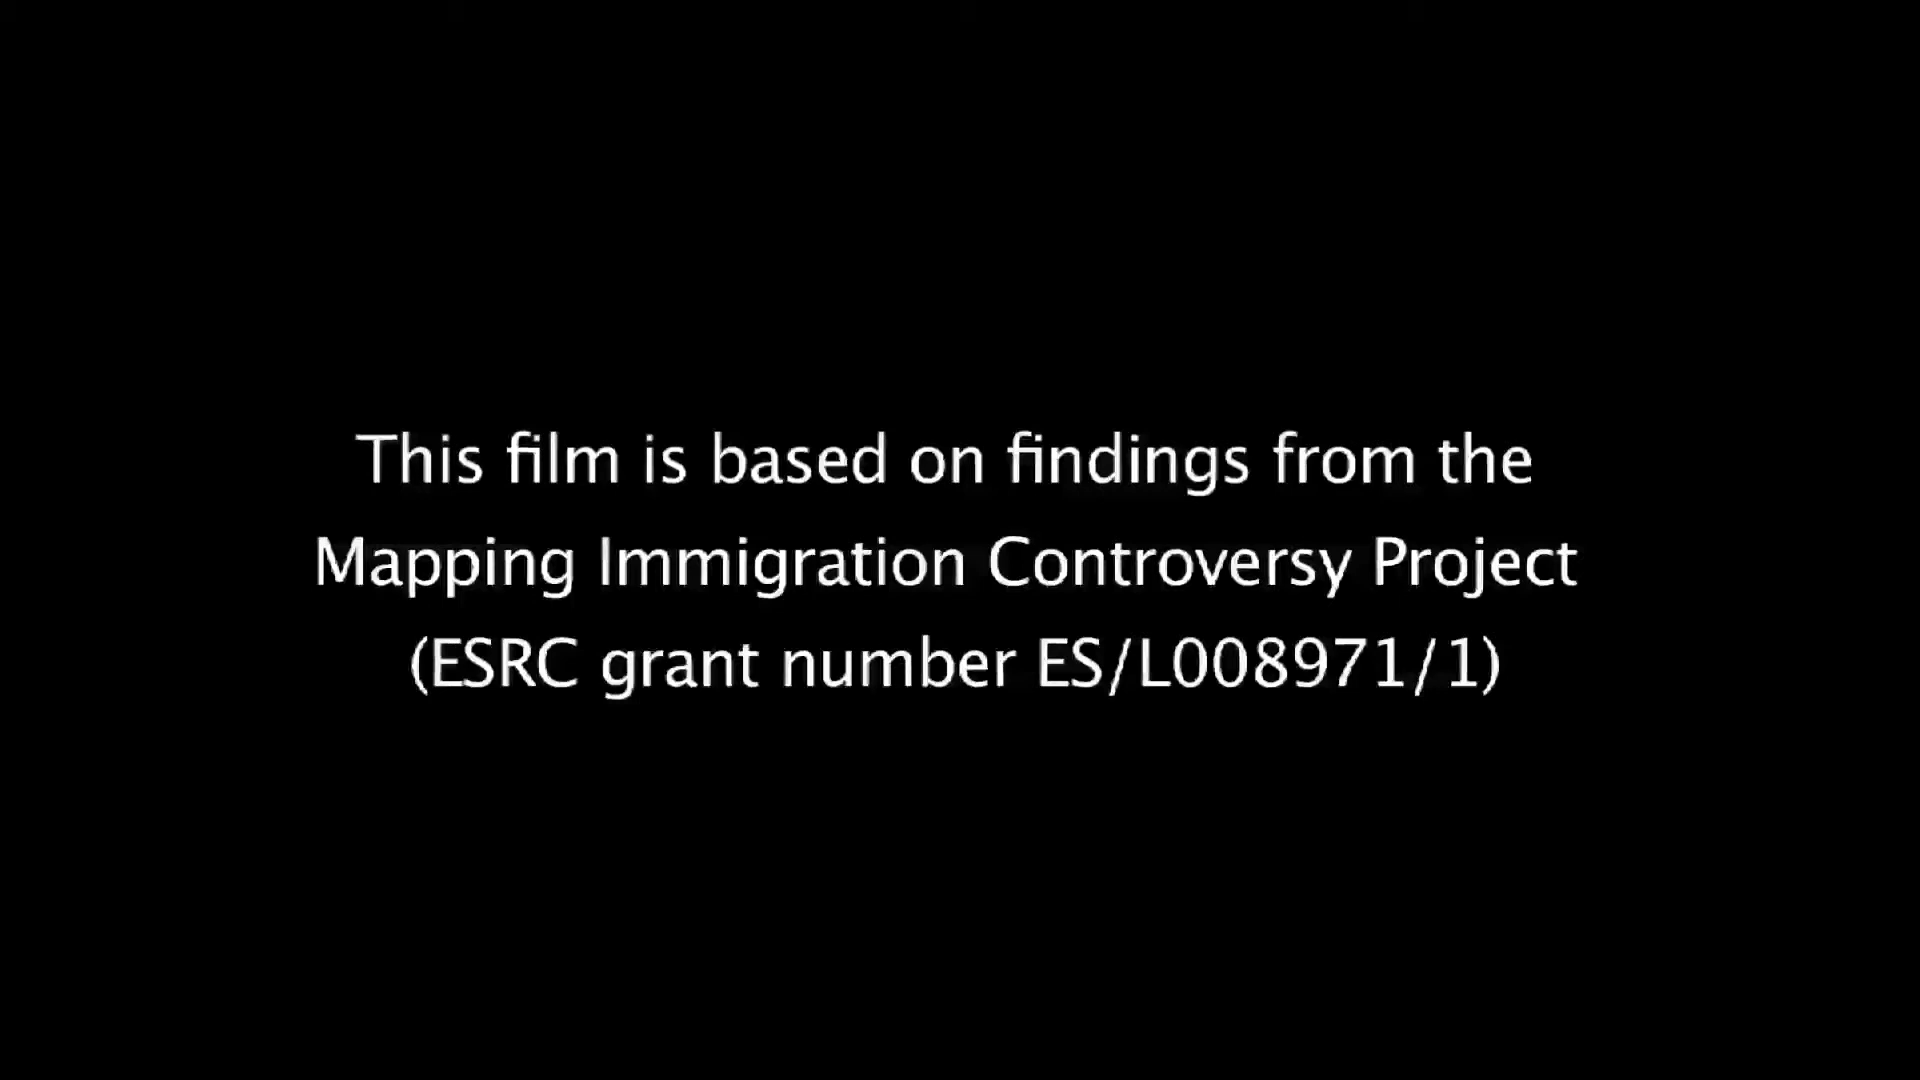 This film is based on findings from the
Mapping Immigration Controversy Project
(ESRC grant number ES/L008971/1)